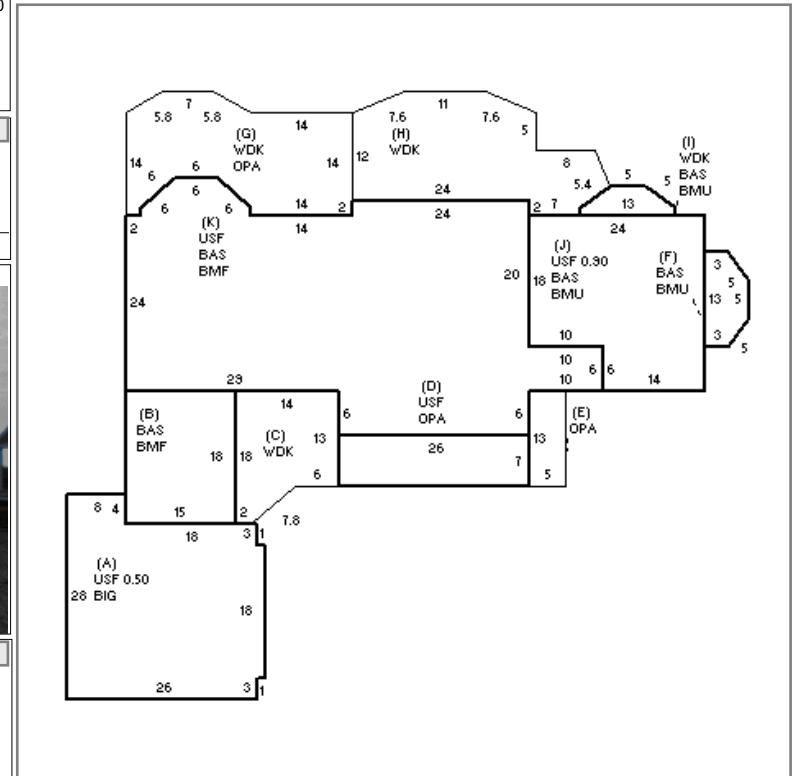 7
11
5.8 5.8
14
7.6 7.6
5
(G)
WDK
OPA
(H)
WDK
(I)
WDK
BAS
BMU
14
6
6
14
12
8
5.4
5
5
6
6
6
14
2
24
2
7
13
2
(K)
USF
BAS
BMF
14
24
24
(J)
USF 0.90
BAS
BMU
(F)
BAS
BMU
3
5
13
5
3
5
24
20
18
10
10
6
6
10
14
29
14
6
(D)
USF
OPA
6
(E)
OPA
(B)
BAS
BMF
(C)
WDK
13
18
18
26
13
7
6
5
8
4
15
2
7.8
18
3
1
(A)
USF 0.50
BIG
28
18
26
3
1